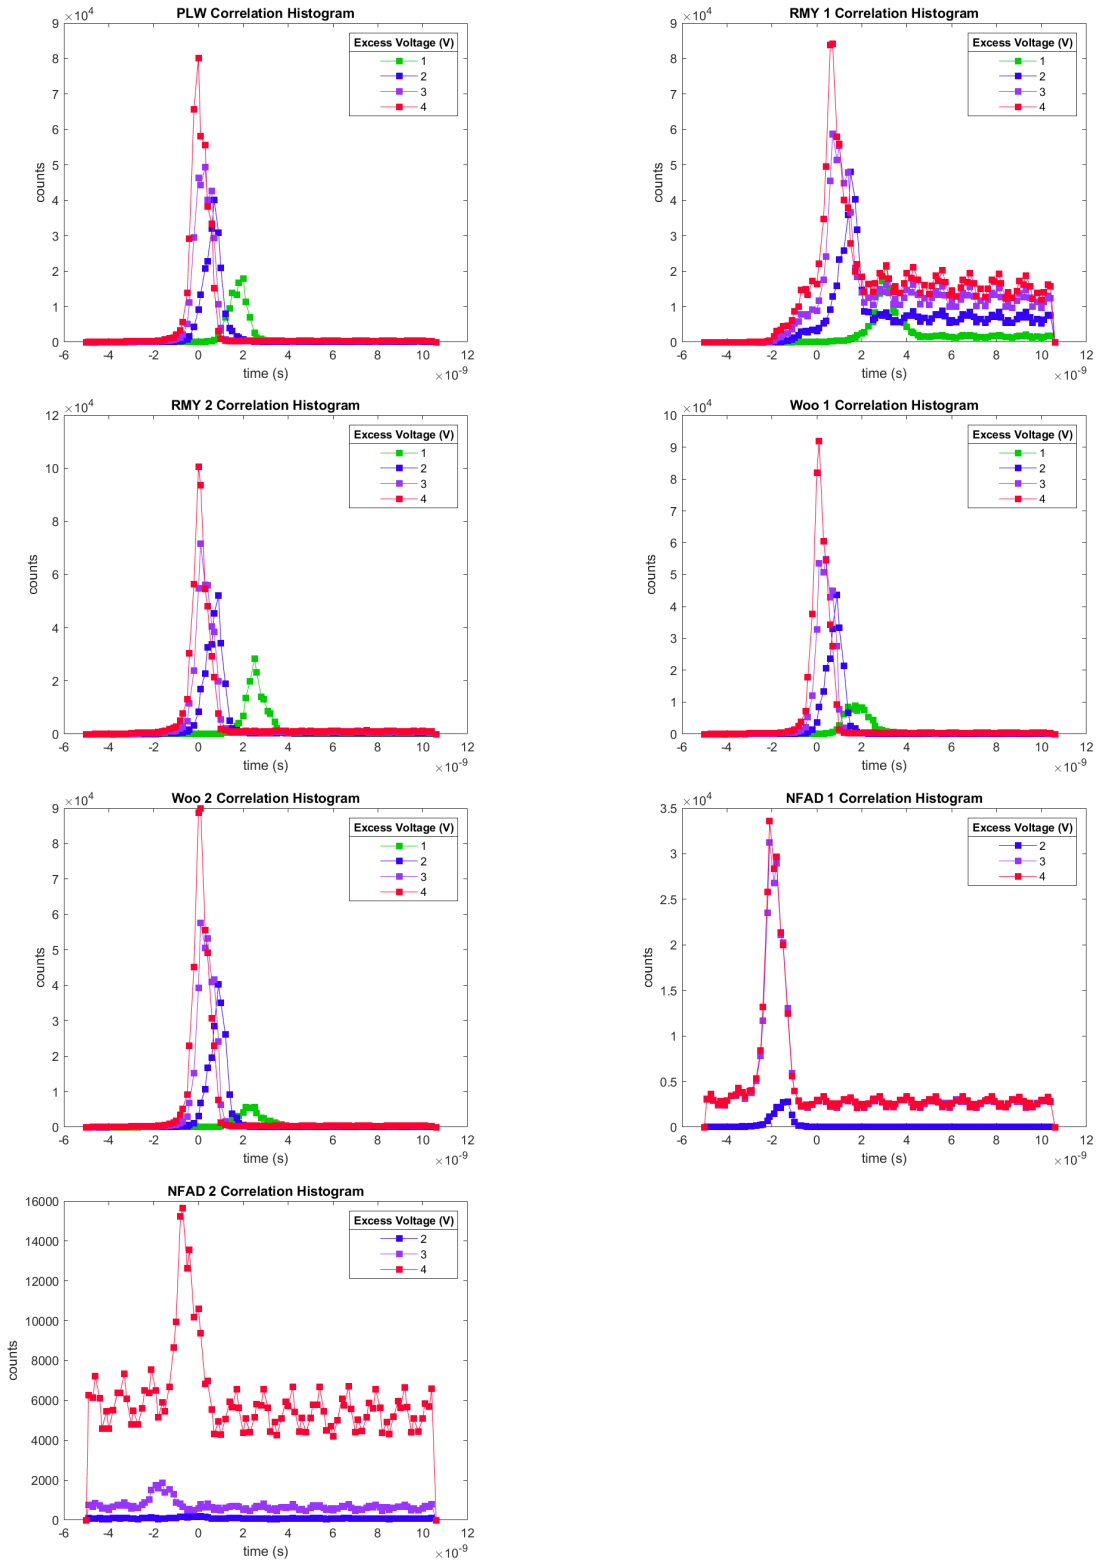 PLW Correlation Histogram
×10^4
9
8
7
6
5
4
3
2
1
0
counts
-6 -4 -2 0 2 4 6 8 10 12
time (s)
×10^-9
Excess Voltage (V)
1
2
3
4
RMY 1 Correlation Histogram
×10^4
9
8
7
6
5
4
3
2
1
0
counts
-6 -4 -2 0 2 4 6 8 10 12
time (s)
×10^-9
Excess Voltage (V)
1
2
3
4
RMY 2 Correlation Histogram
×10^4
12
10
8
6
4
2
0
counts
-6 -4 -2 0 2 4 6 8 10 12
time (s)
×10^-9
Excess Voltage (V)
1
2
3
4
Woo 1 Correlation Histogram
×10^4
10
9
8
7
6
5
4
3
2
1
0
counts
-6 -4 -2 0 2 4 6 8 10 12
time (s)
×10^-9
Excess Voltage (V)
1
2
3
4
Woo 2 Correlation Histogram
×10^4
9
8
7
6
5
4
3
2
1
0
counts
-6 -4 -2 0 2 4 6 8 10 12
time (s)
×10^-9
Excess Voltage (V)
1
2
3
4
NFAD 1 Correlation Histogram
×10^4
3.5
3
2.5
2
1.5
1
0.5
0
counts
-6 -4 -2 0 2 4 6 8 10 12
time (s)
×10^-9
Excess Voltage (V)
2
3
4
NFAD 2 Correlation Histogram
16000
14000
12000
10000
8000
6000
4000
2000
0
counts
-6 -4 -2 0 2 4 6 8 10 12
time (s)
×10^-9
Excess Voltage (V)
2
3
4